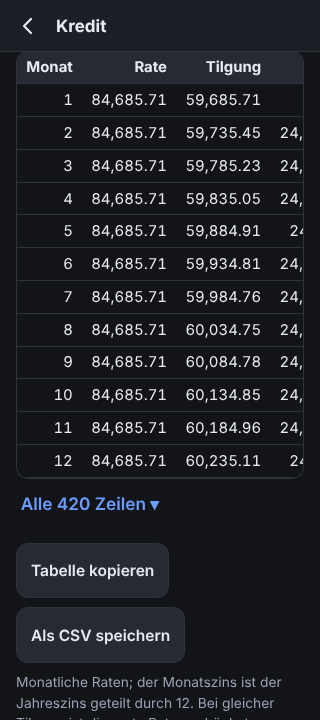 Kredit
Monat Rate Tilgung
1 84,685.71 59,685.71
2 84,685.71 59,735.45 24,
3 84,685.71 59,785.23 24,
4 84,685.71 59,835.05 24,
5 84,685.71 59,884.91 24
6 84,685.71 59,934.81 24,
7 84,685.71 59,984.76 24,
8 84,685.71 60,034.75 24,
9 84,685.71 60,084.78 24,
10 84,685.71 60,134.85 24,
11 84,685.71 60,184.96 24,
12 84,685.71 60,235.11 24
Alle 420 Zeilen ▾
Tabelle kopieren
Als CSV speichern
Monatliche Raten; der Monatszins ist der
Jahreszins geteilt durch 12. Bei gleicher